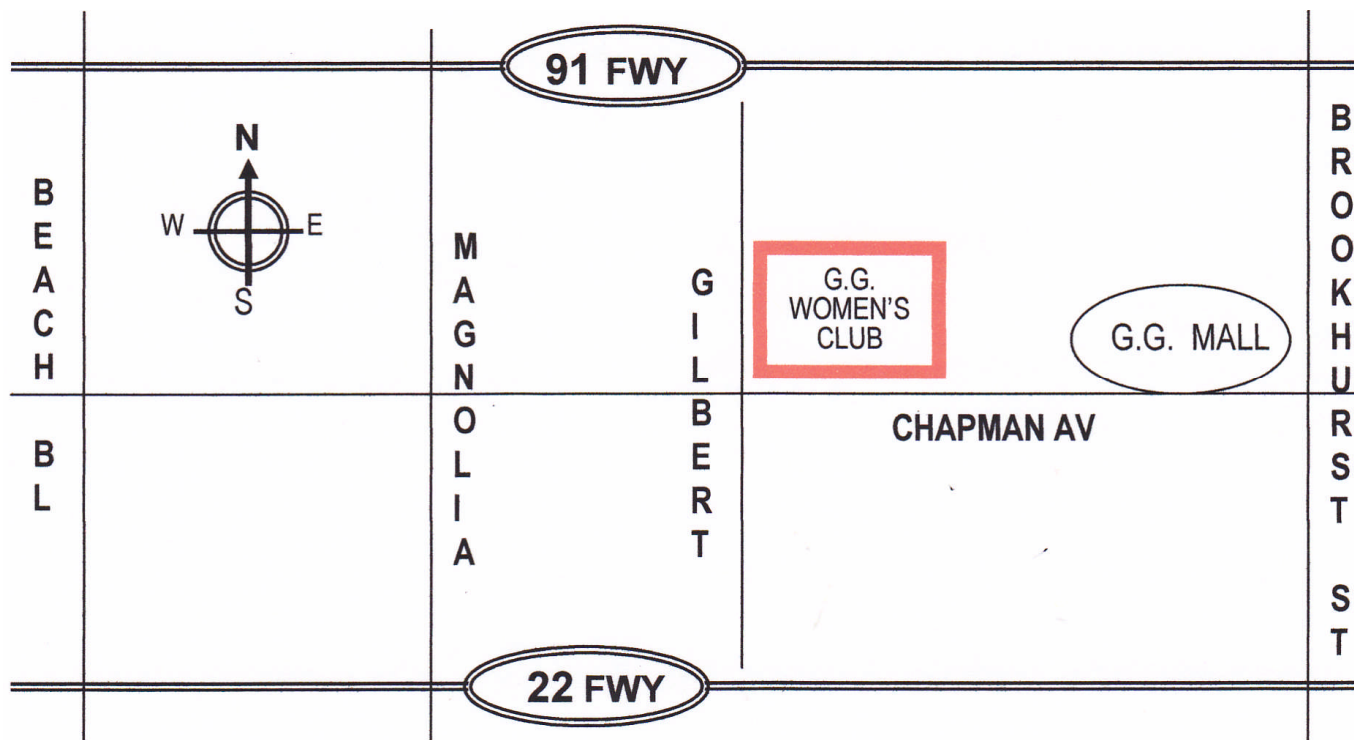 91 FWY
N
W
E
S
BEACH BL
MAGNOLIA
GILBERT
G.G.
WOMEN'S
CLUB
G.G. MALL
BROOKHURST ST
CHAPMAN AV
22 FWY